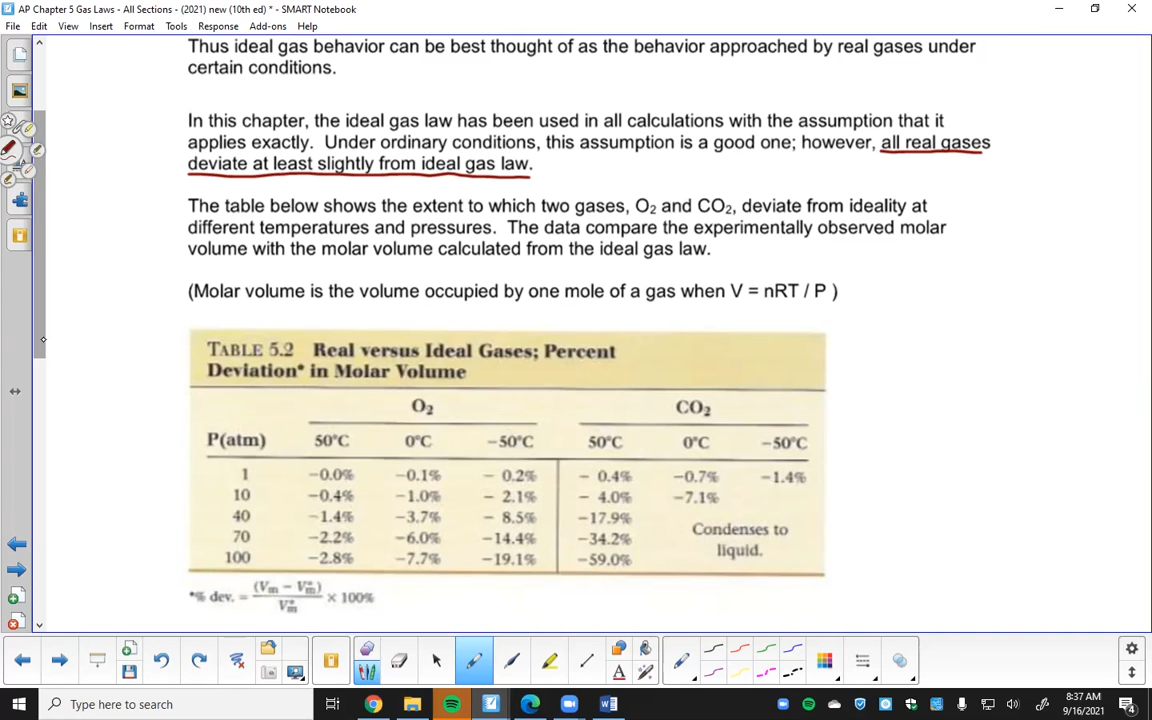 AP Chapter 5 Gas Laws - All Sections - (2021) new (10th ed) * - SMART Notebook
File Edit View Insert Format Tools Response Add-ons Help
Thus ideal gas behavior can be best thought of as the behavior approached by real gases under
certain conditions.
In this chapter, the ideal gas law has been used in all calculations with the assumption that it
applies exactly. Under ordinary conditions, this assumption is a good one; however, all real gases
deviate at least slightly from ideal gas law.
The table below shows the extent to which two gases, O₂ and CO₂, deviate from ideality at
different temperatures and pressures. The data compare the experimentally observed molar
volume with the molar volume calculated from the ideal gas law.
(Molar volume is the volume occupied by one mole of a gas when V = nRT / P )
TABLE 5.2 Real versus Ideal Gases; Percent
Deviation* in Molar Volume
O₂ CO₂
P(atm) 50°C 0°C −50°C 50°C 0°C −50°C
1 −0.0% −0.1% − 0.2% − 0.4% −0.7% −1.4%
10 −0.4% −1.0% − 2.1% − 4.0% −7.1%
40 −1.4% −3.7% − 8.5% −17.9%
70 −2.2% −6.0% −14.4% −34.2%
100 −2.8% −7.7% −19.1% −59.0%
Condenses to
liquid.
*% dev. = (Vm − V°m) / V°m × 100%
Type here to search
8:37 AM
9/16/2021
4